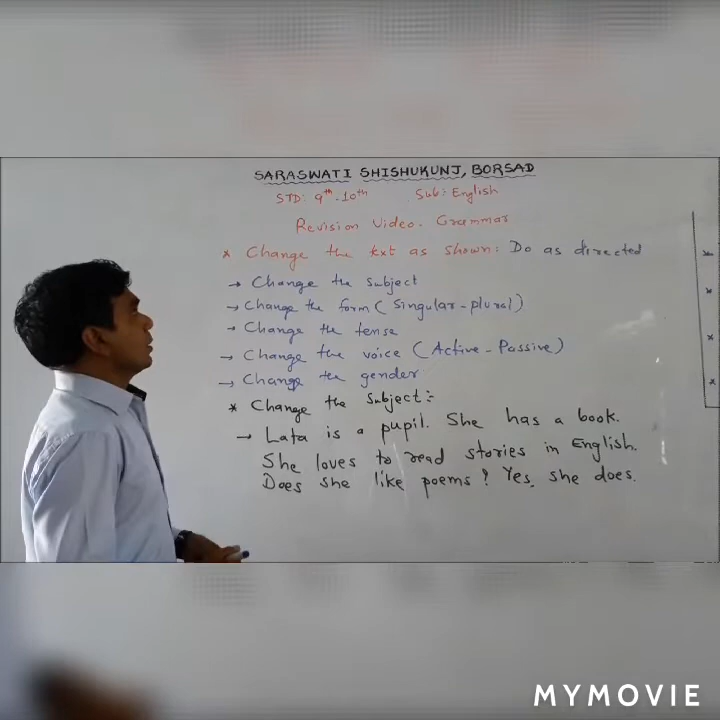 SARASWATI SHISHUKUNJ, BORSAD
STD: 9th-10th Sub: English
Revision Video. Grammar
* Change the text as shown: Do as directed
→ Change the subject
→ Change the form (Singular-plural)
→ Change the tense
→ Change the voice (Active-Passive)
→ Change the gender
* Change the Subject:-
→ Lata is a pupil. She has a book.
She loves to read stories in English.
Does she like poems? Yes, she does.
MYMOVIE